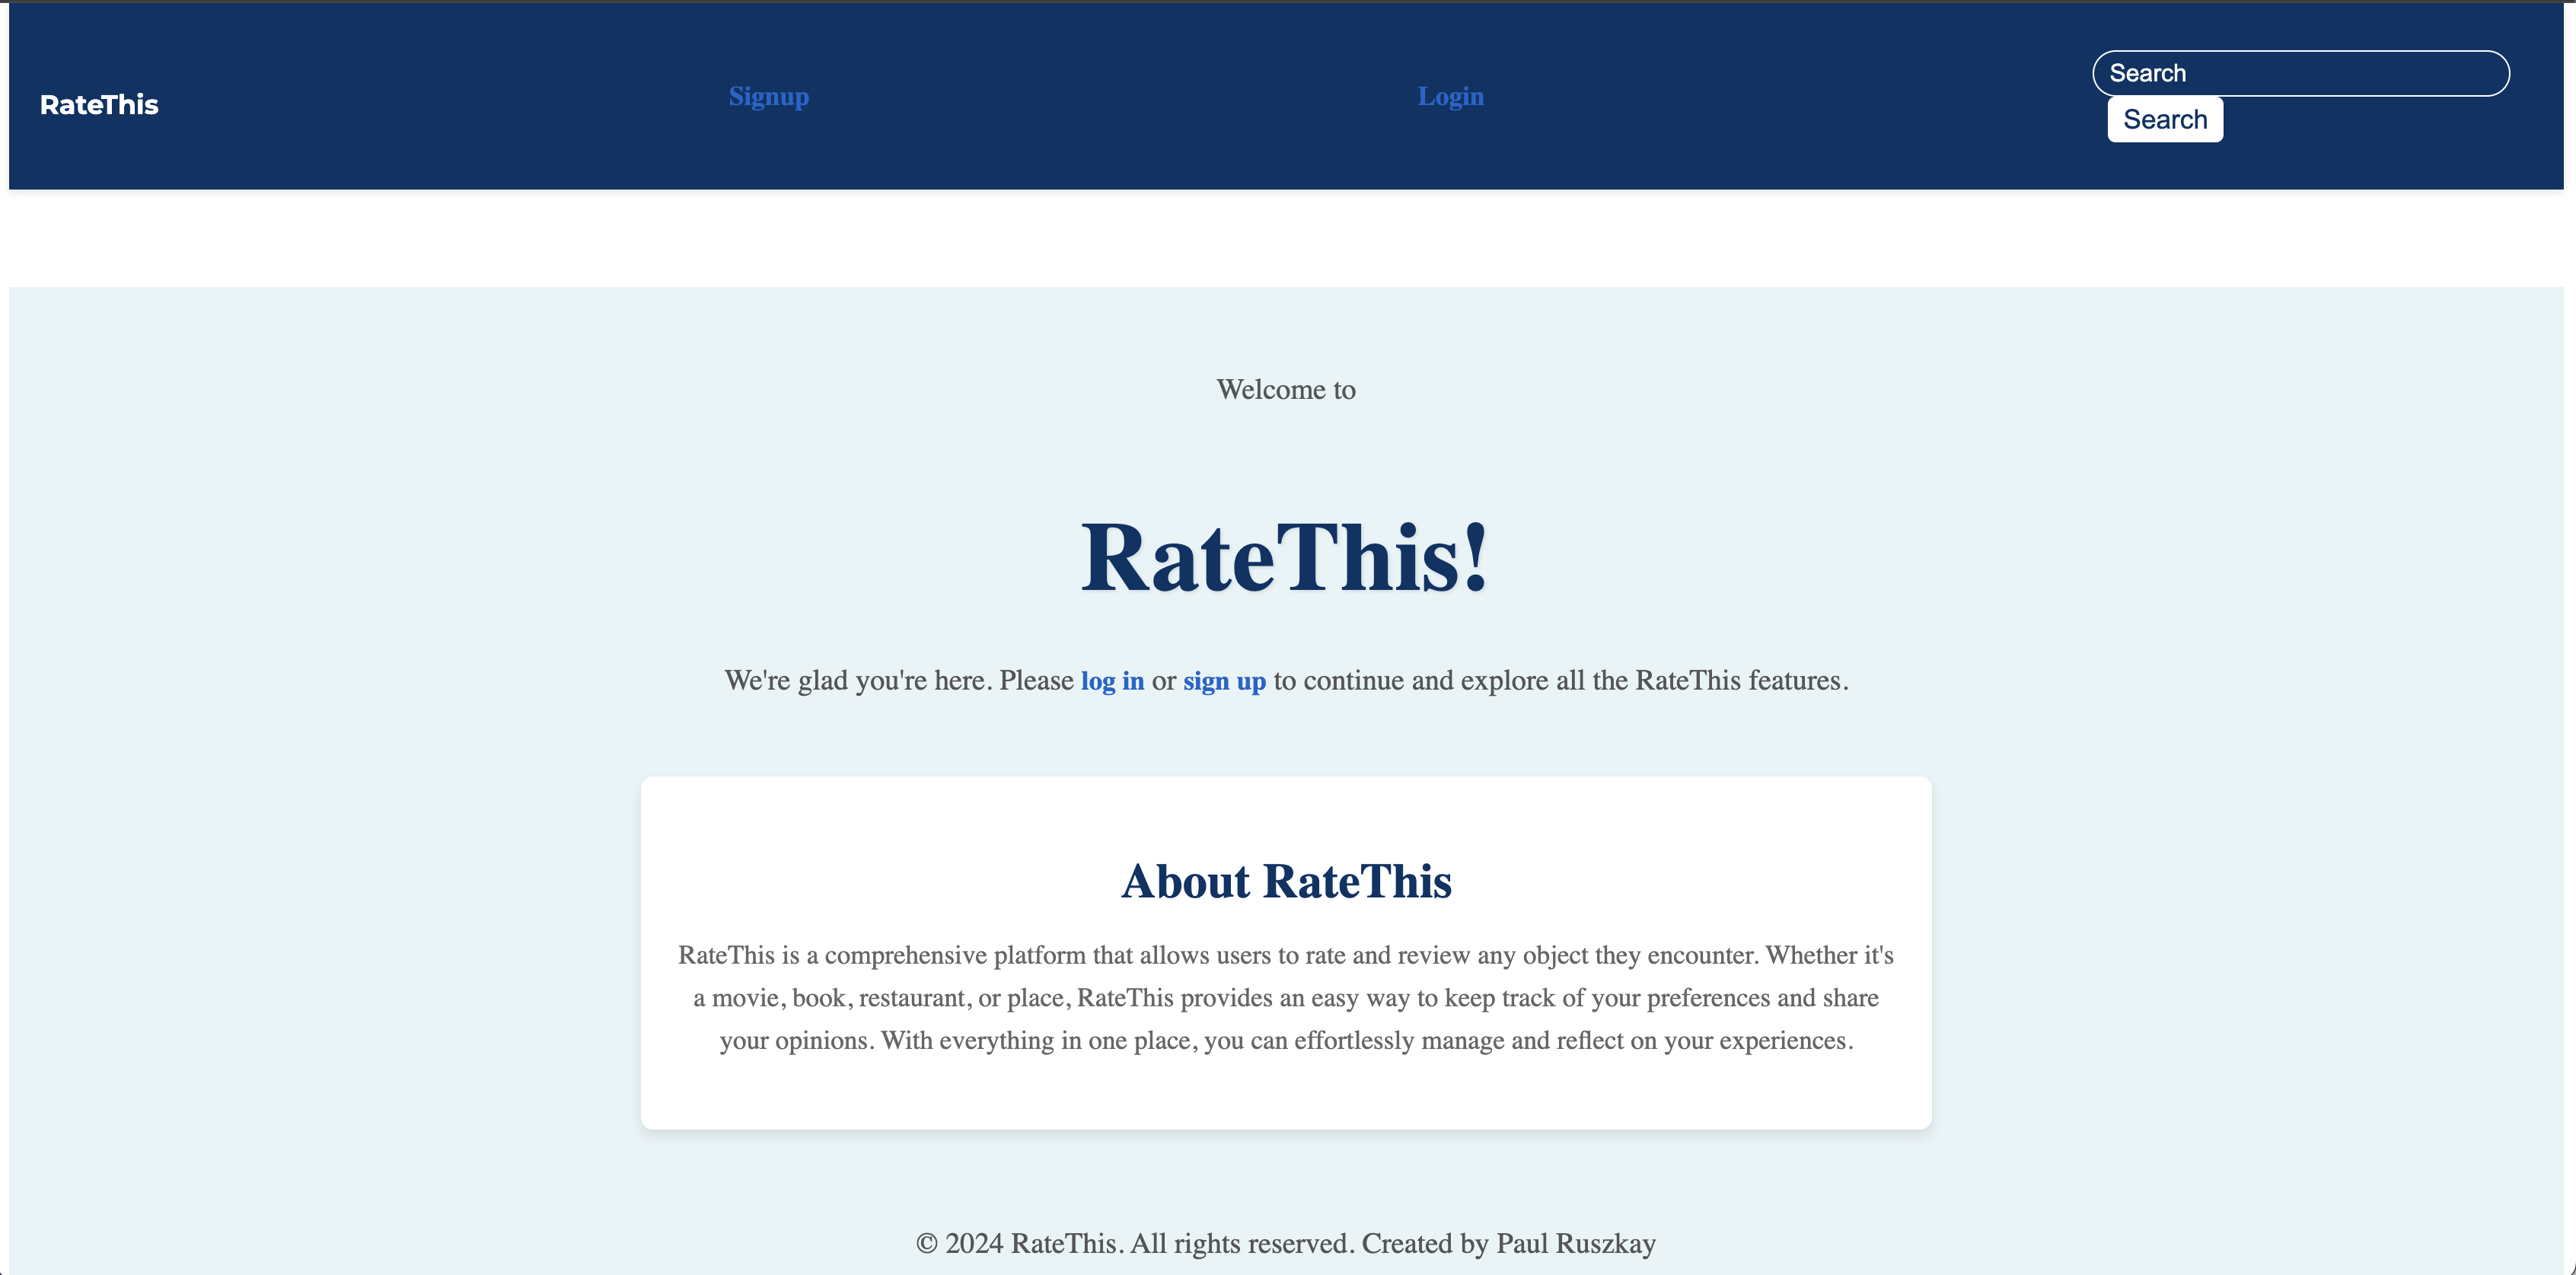 RateThis
Signup
Login
Search
Search
Welcome to
RateThis!
We're glad you're here. Please log in or sign up to continue and explore all the RateThis features.
About RateThis
RateThis is a comprehensive platform that allows users to rate and review any object they encounter. Whether it's
a movie, book, restaurant, or place, RateThis provides an easy way to keep track of your preferences and share
your opinions. With everything in one place, you can effortlessly manage and reflect on your experiences.
© 2024 RateThis. All rights reserved. Created by Paul Ruszkay